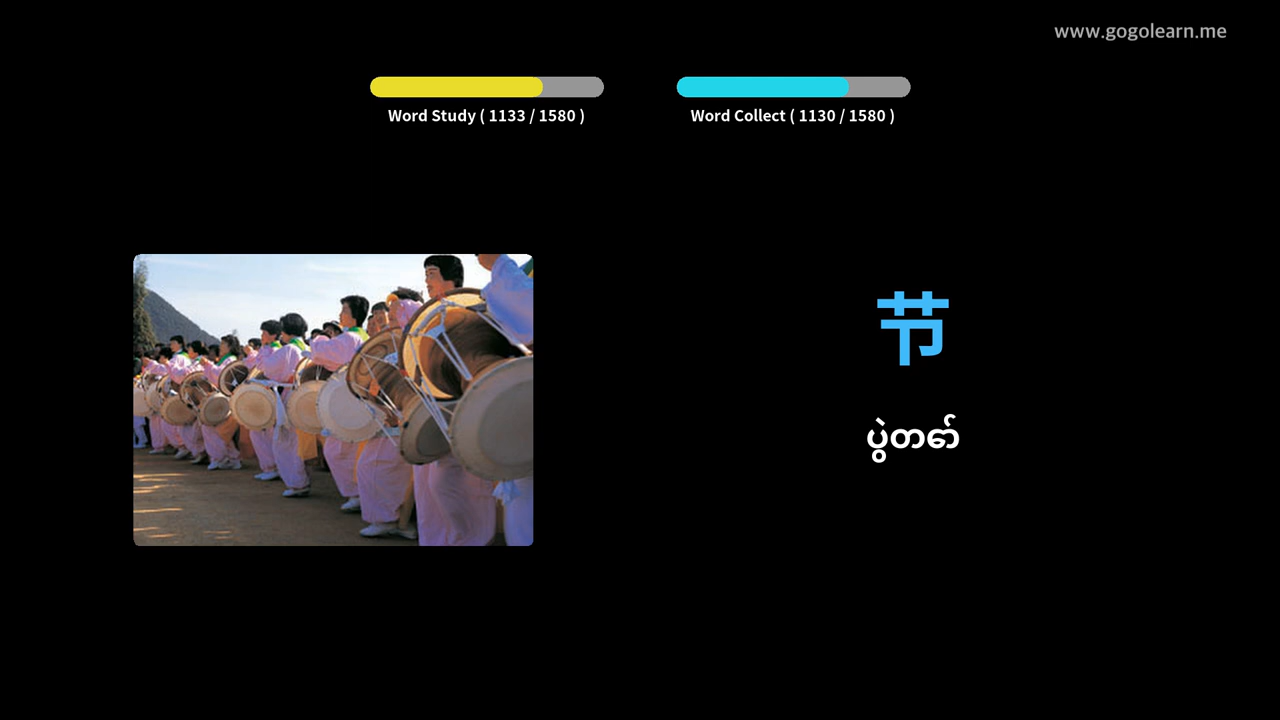 www.gogolearn.me
Word Study ( 1133 / 1580 )
Word Collect ( 1130 / 1580 )
节
ပွဲတော်